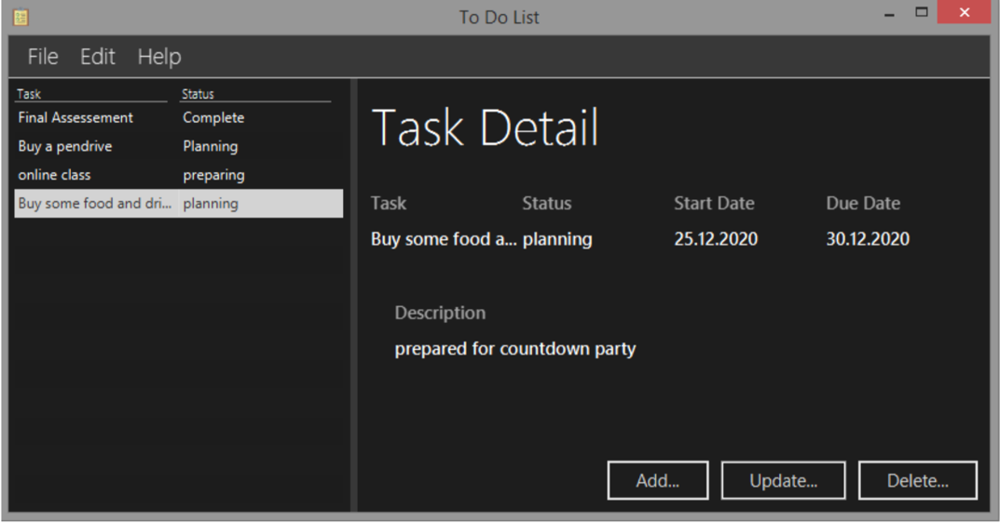 To Do List
File Edit Help
Task Status
Final Assessement Complete
Buy a pendrive Planning
online class preparing
Buy some food and dri... planning
Task Detail
Task Status Start Date Due Date
Buy some food a... planning 25.12.2020 30.12.2020
Description
prepared for countdown party
Add... Update... Delete...